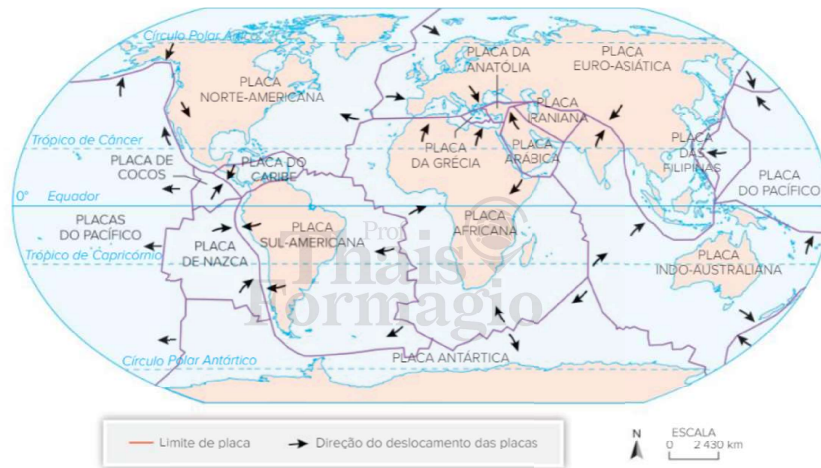 Círculo Polar Ártico
PLACA
NORTE-AMERICANA
PLACA DA
ANATÓLIA
PLACA
EURO-ASIÁTICA
PLACA
IRANIANA
Trópico de Câncer
PLACA DE
COCOS
PLACA DO
CARIBE
PLACA
DA GRÉCIA
PLACA
ARÁBICA
PLACA
DAS
FILIPINAS
PLACA
DO PACÍFICO
0° Equador
PLACAS
DO PACÍFICO
PLACA
DE NAZCA
PLACA
SUL-AMERICANA
PLACA
AFRICANA
Prof
Thais
Formagio
Trópico de Capricórnio
PLACA
INDO-AUSTRALIANA
Círculo Polar Antártico
PLACA ANTÁRTICA
Limite de placa
Direção do deslocamento das placas
N
ESCALA
0 2 430 km